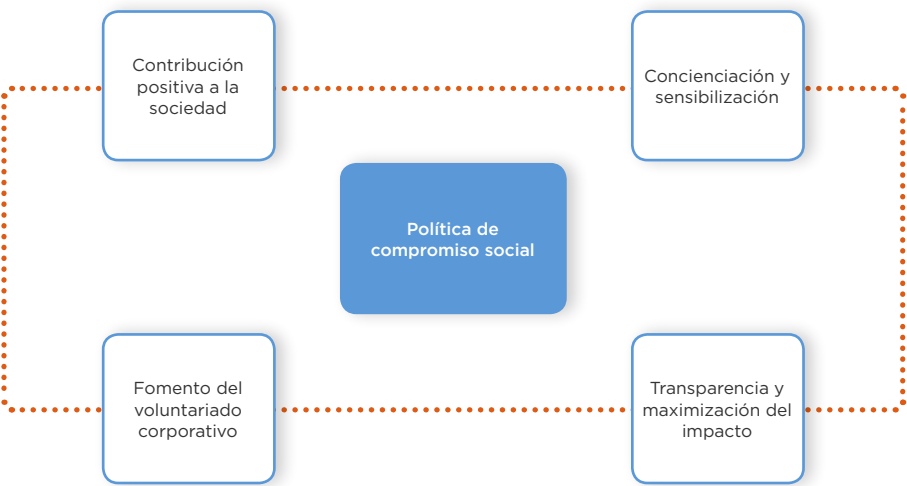 Contribución
positiva a la
sociedad
Concienciación y
sensibilización
Política de
compromiso social
Fomento del
voluntariado
corporativo
Transparencia y
maximización del
impacto